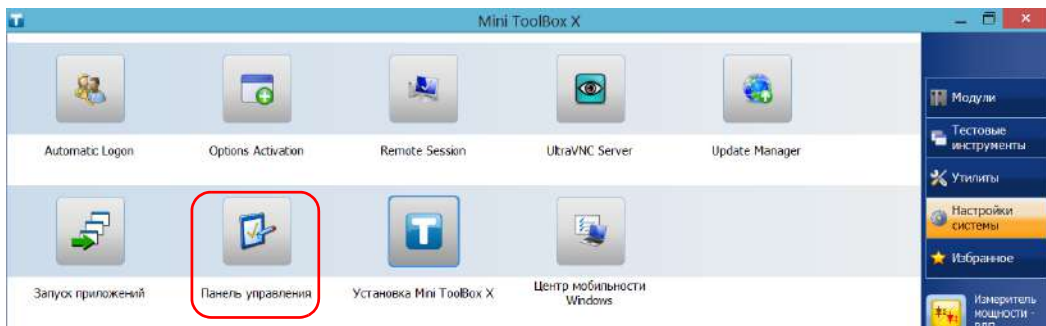 Mini ToolBox X
Automatic Logon
Options Activation
Remote Session
UltraVNC Server
Update Manager
Запуск приложений
Панель управления
Установка Mini ToolBox X
Центр мобильности
Windows
Модули
Тестовые
инструменты
Утилиты
Настройки
системы
Избранное
Измеритель
мощности -